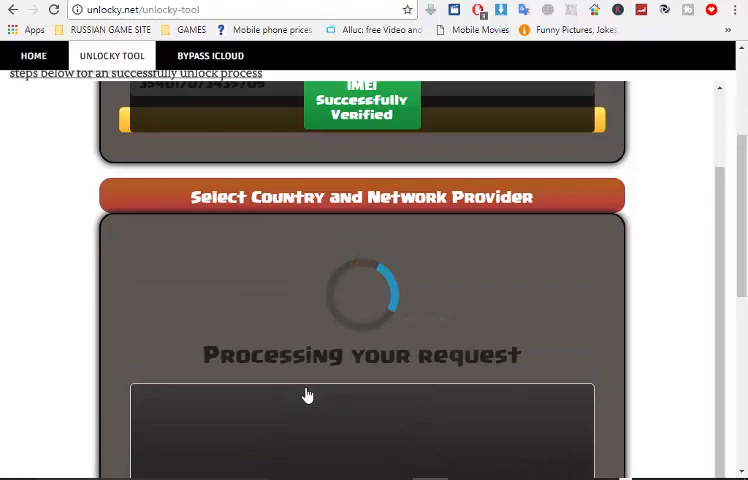 unlocky.net/unlocky-tool
Apps RUSSIAN GAME SITE GAMES Mobile phone prices Alluc: free Video and Mobile Movies Funny Pictures, Jokes
HOME UNLOCKY TOOL BYPASS ICLOUD
steps below for an successfully unlock process
IMEI
Successfully
Verified
Select Country and Network Provider
Processing your request